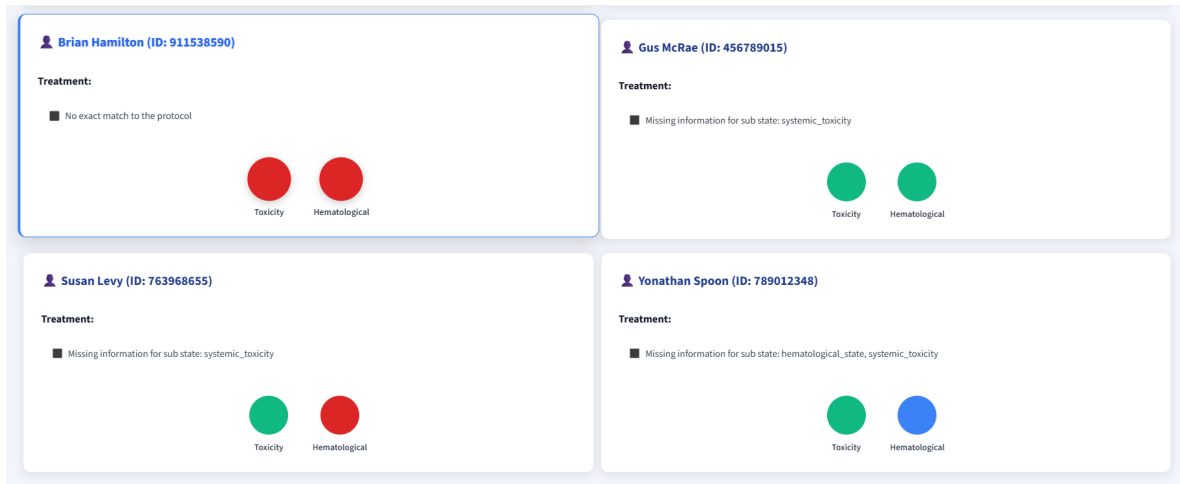 Brian Hamilton (ID: 911538590)
Treatment:
No exact match to the protocol
Toxicity
Hematological
Gus McRae (ID: 456789015)
Treatment:
Missing information for sub state: systemic_toxicity
Toxicity
Hematological
Susan Levy (ID: 763968655)
Treatment:
Missing information for sub state: systemic_toxicity
Toxicity
Hematological
Yonathan Spoon (ID: 789012348)
Treatment:
Missing information for sub state: hematological_state, systemic_toxicity
Toxicity
Hematological